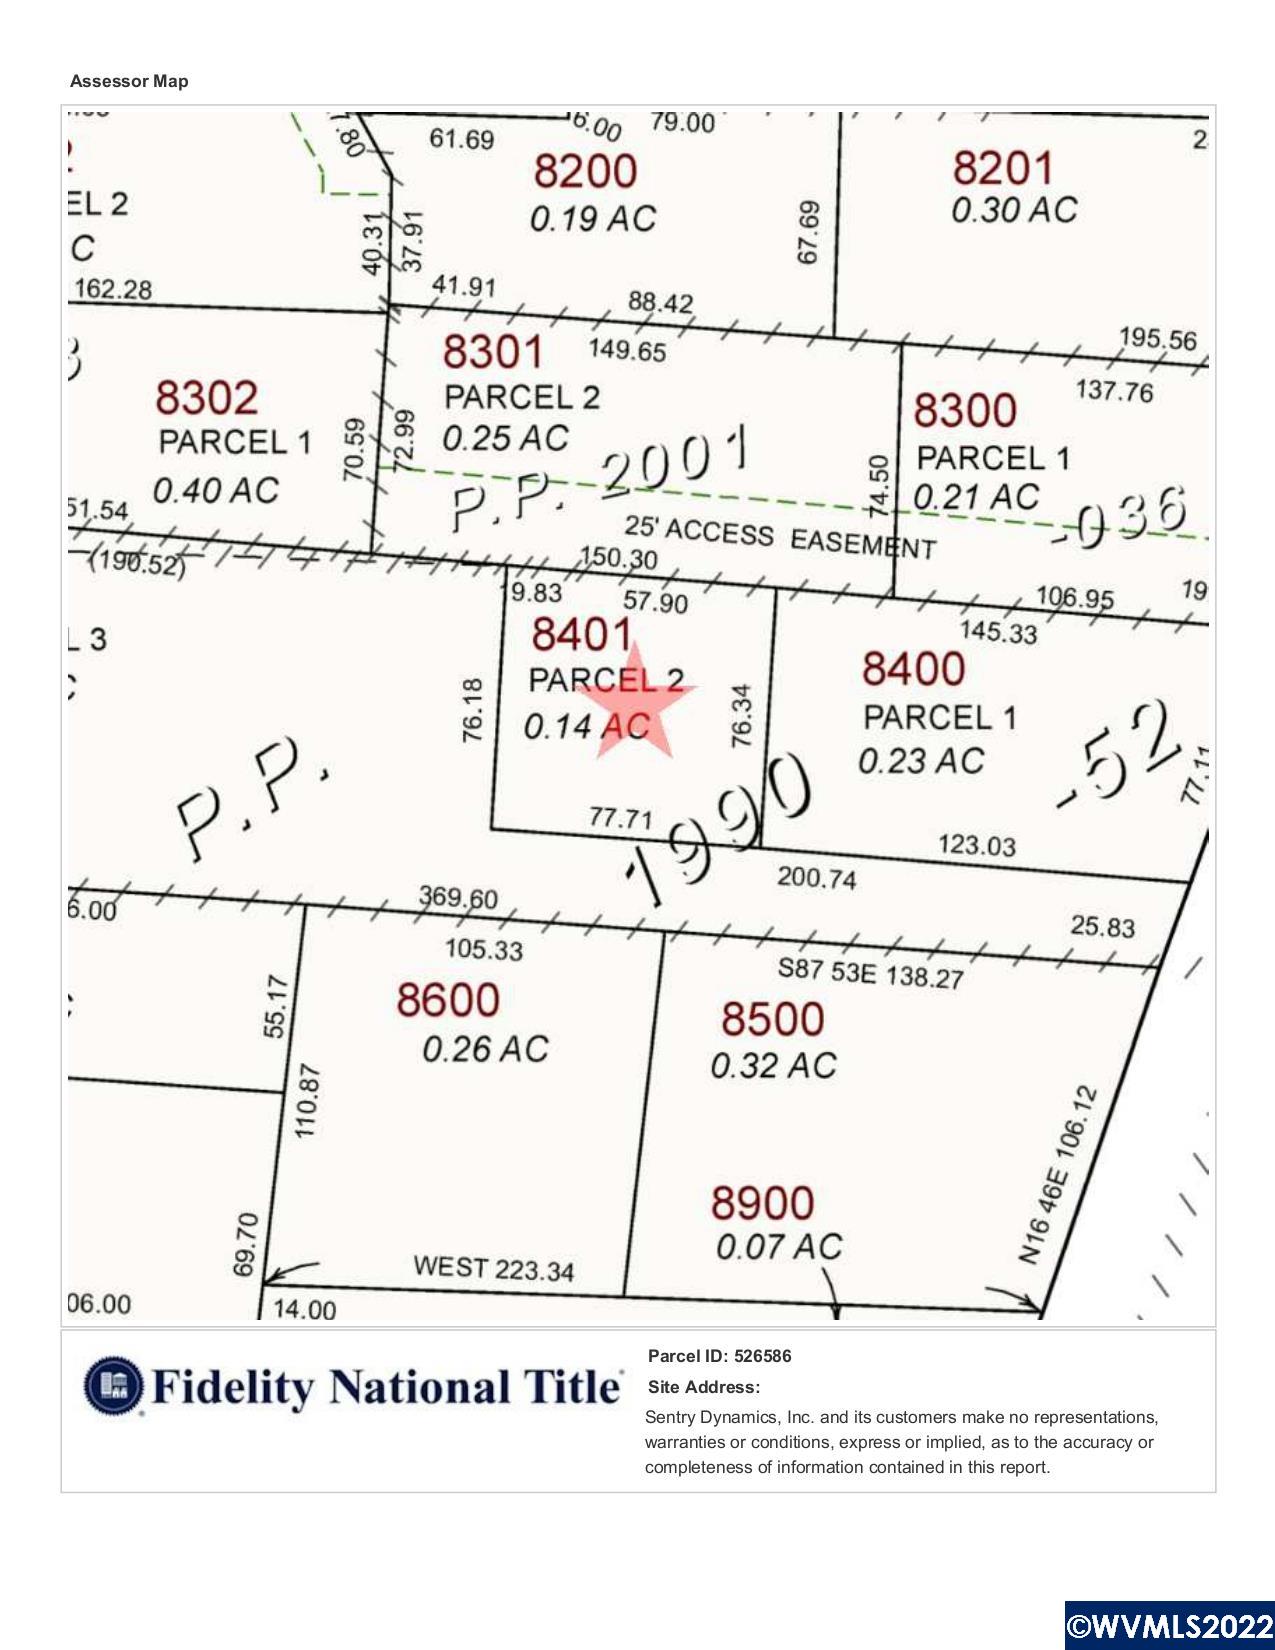 Assessor Map
61.69
6.00
79.00
7.80
8200
0.19 AC
8201
0.30 AC
2
EL 2
C
162.28
40.31
37.91
67.69
41.91
88.42
195.56
8301
149.65
PARCEL 2
0.25 AC
137.76
8302
PARCEL 1
0.40 AC
70.59
72.99
8300
PARCEL 1
0.21 AC
74.50
P.P. 2001
-036
25' ACCESS EASEMENT
51.54
(190.52)
150.30
9.83
57.90
106.95
19
145.33
L 3
8401
PARCEL 2
0.14 AC
76.18
76.34
8400
PARCEL 1
0.23 AC
P.P.
-1990
-52
77.11
77.71
123.03
200.74
6.00
369.60
25.83
105.33
S87 53E 138.27
8600
0.26 AC
8500
0.32 AC
55.17
110.87
N16 46E 106.12
8900
0.07 AC
69.70
WEST 223.34
06.00
14.00
Fidelity National Title
Parcel ID: 526586
Site Address:
Sentry Dynamics, Inc. and its customers make no representations,
warranties or conditions, express or implied, as to the accuracy or
completeness of information contained in this report.
©WVMLS2022